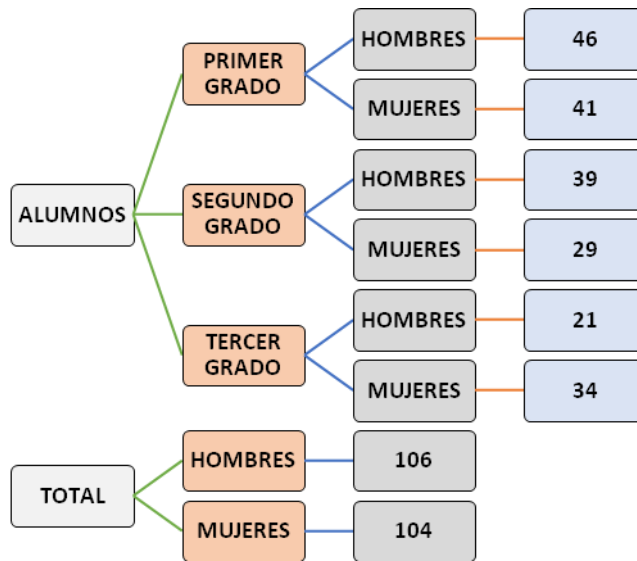 ALUMNOS
PRIMER
GRADO
HOMBRES
46
MUJERES
41
SEGUNDO
GRADO
HOMBRES
39
MUJERES
29
TERCER
GRADO
HOMBRES
21
MUJERES
34
TOTAL
HOMBRES
106
MUJERES
104